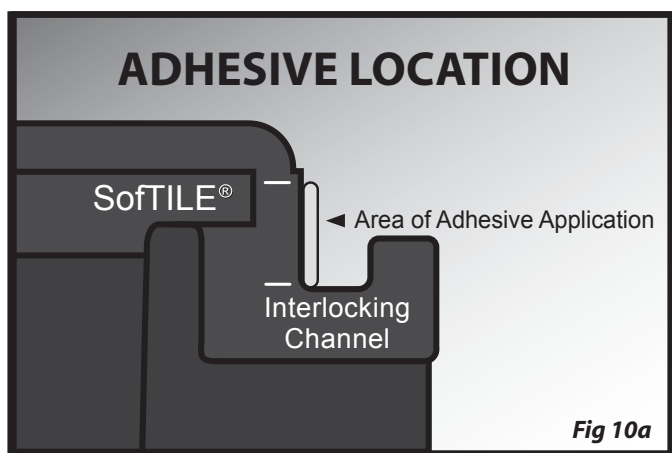 ADHESIVE LOCATION
SofTILE®
Area of Adhesive Application
Interlocking
Channel
Fig 10a